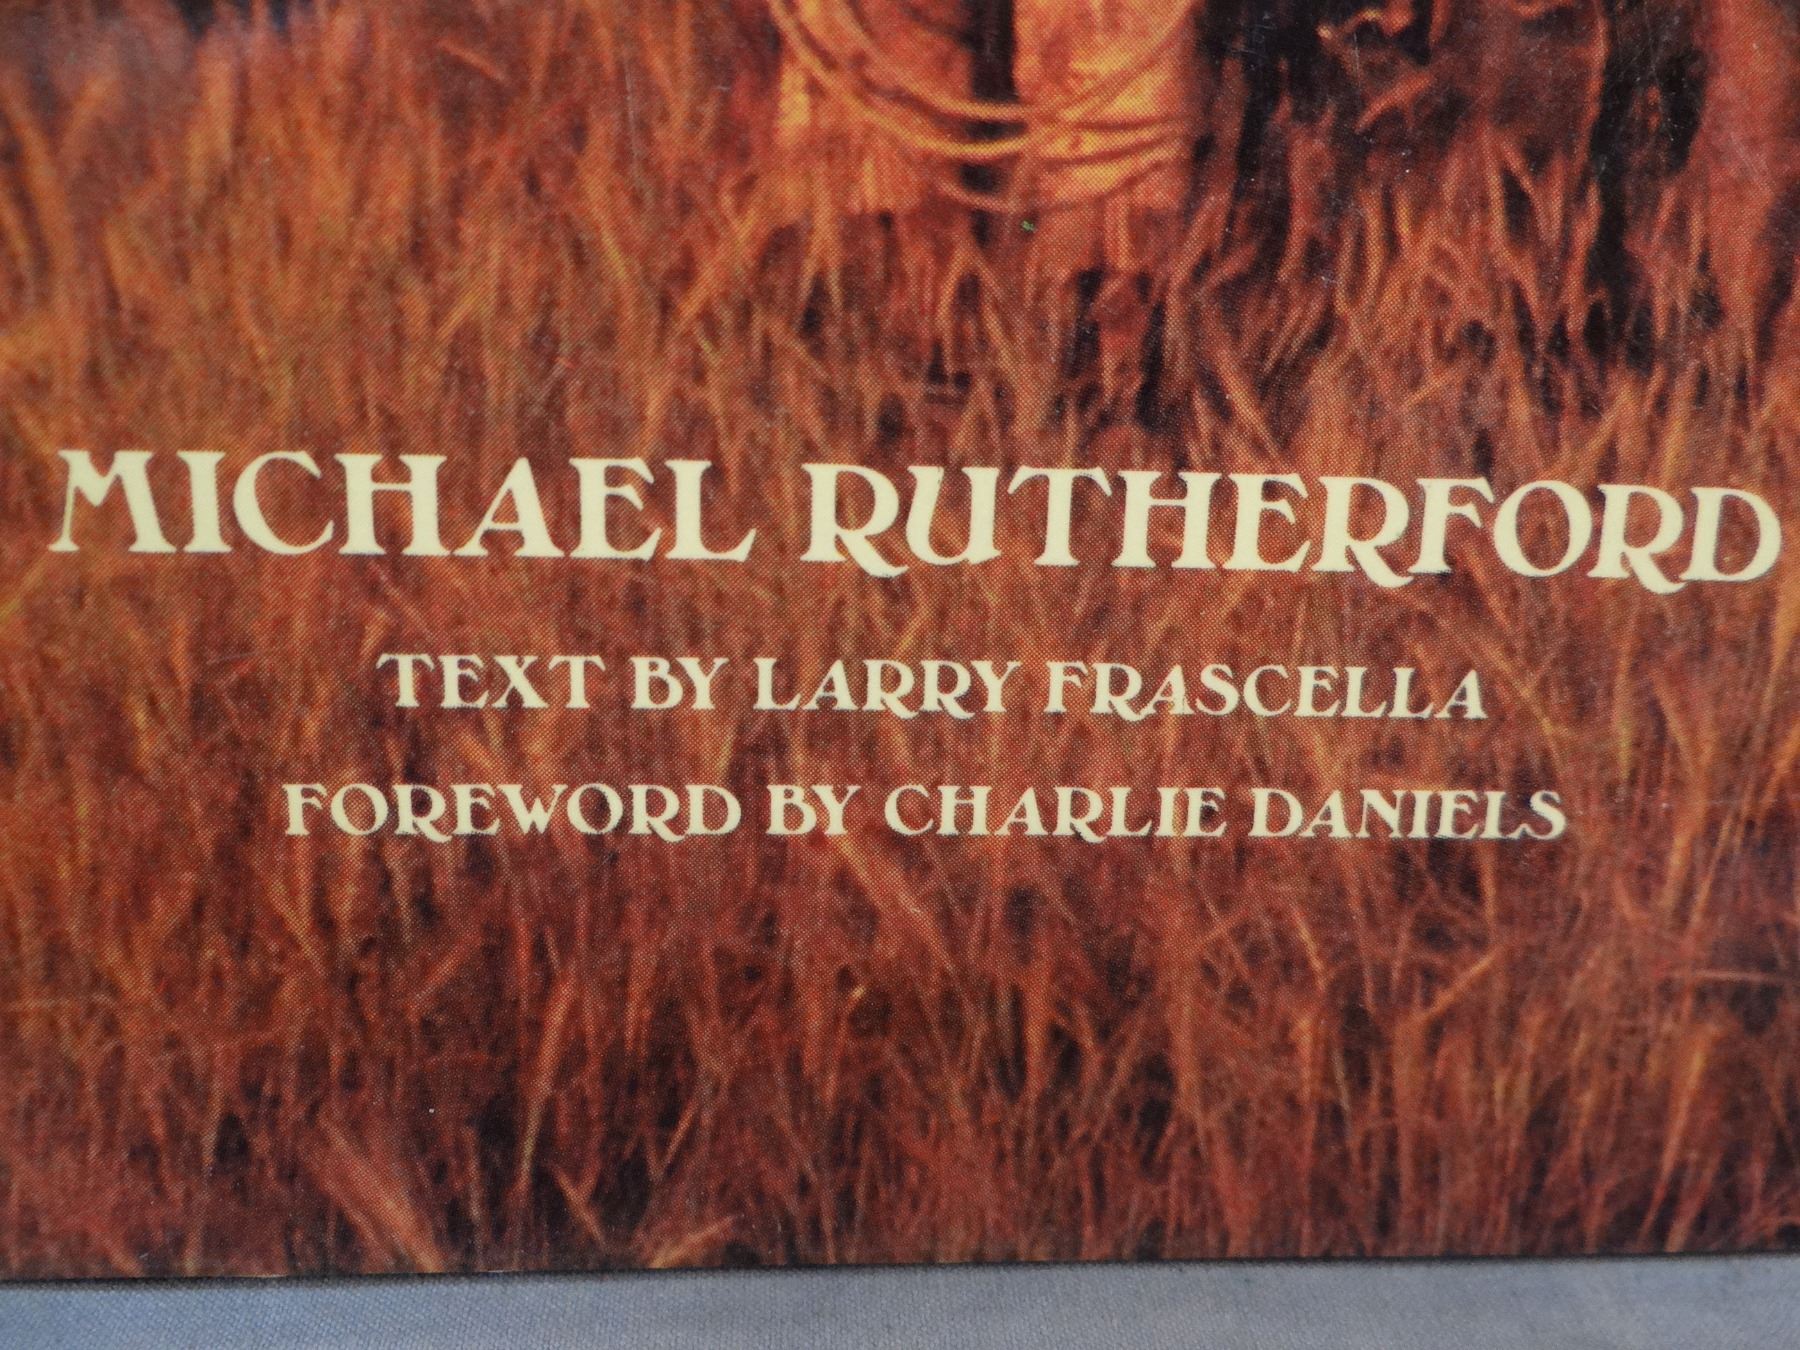 MICHAEL RUTHERFORD
TEXT BY LARRY FRASCELLA
FOREWORD BY CHARLIE DANIELS